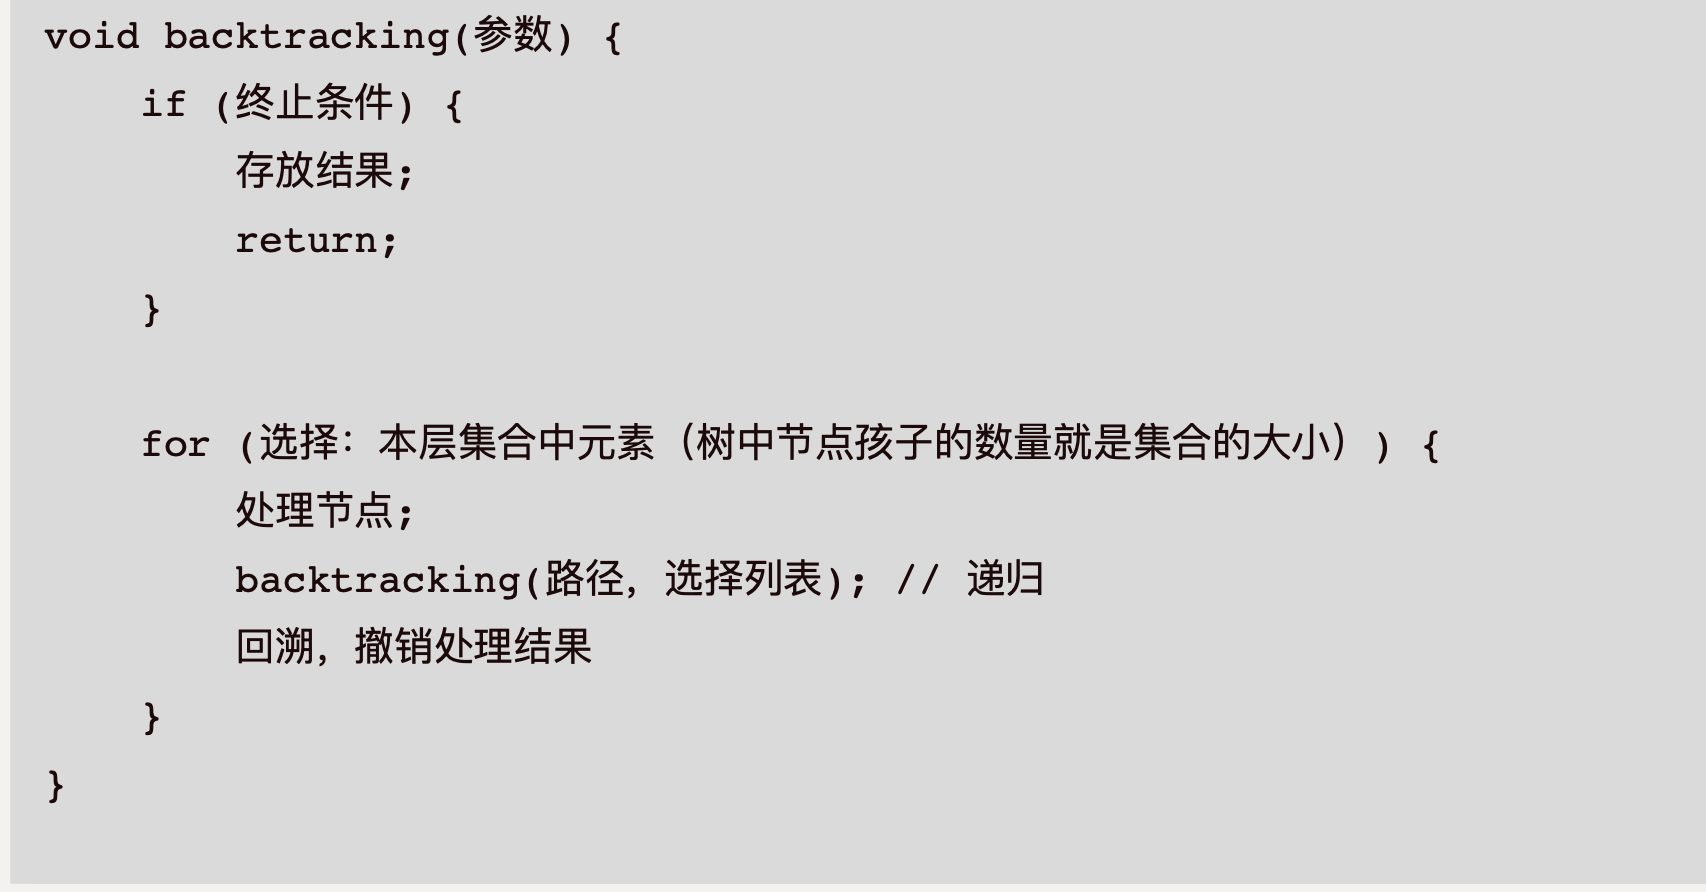 void backtracking(参数) {
if (终止条件) {
存放结果;
return;
}
for (选择：本层集合中元素（树中节点孩子的数量就是集合的大小）) {
处理节点;
backtracking(路径，选择列表); // 递归
回溯，撤销处理结果
}
}